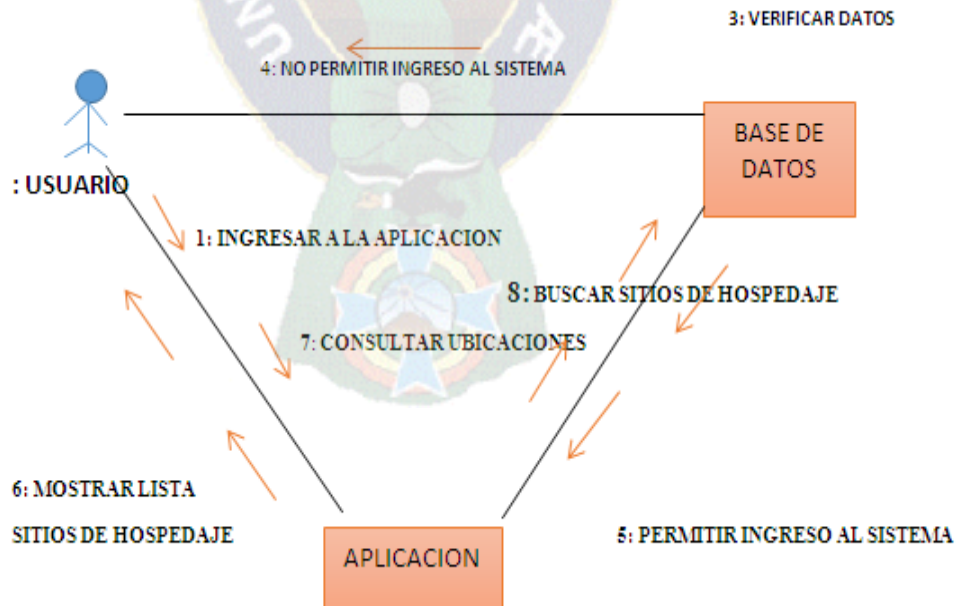 3: VERIFICAR DATOS
4: NO PERMITIR INGRESO AL SISTEMA
BASE DE
DATOS
: USUARIO
1: INGRESAR A LA APLICACION
8: BUSCAR SITIOS DE HOSPEDAJE
7: CONSULTAR UBICACIONES
6: MOSTRAR LISTA
SITIOS DE HOSPEDAJE
5: PERMITIR INGRESO AL SISTEMA
APLICACION